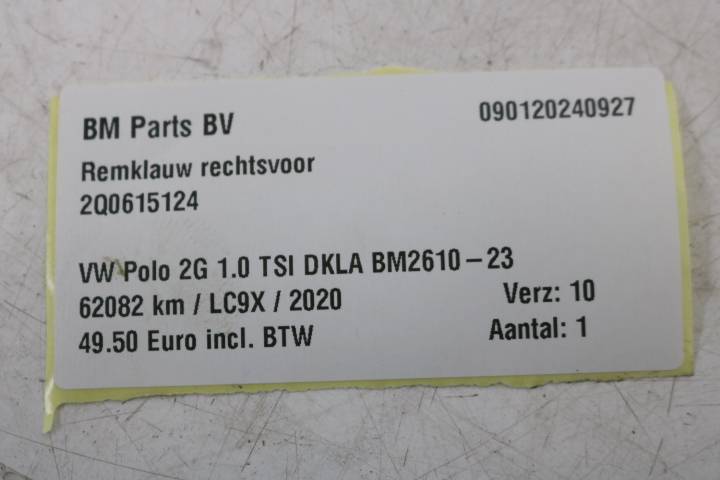 BM Parts BV 090120240927
Remklauw rechtsvoor
2Q0615124
VW Polo 2G 1.0 TSI DKLA BM2610-23
62082 km / LC9X / 2020 Verz: 10
49.50 Euro incl. BTW Aantal: 1